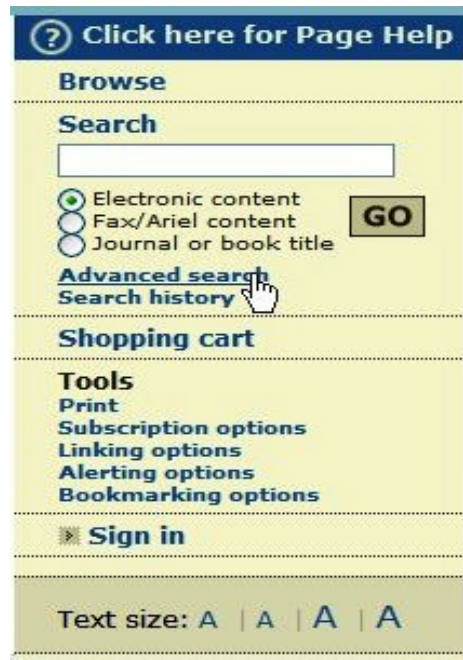 ? Click here for Page Help
Browse
Search
Electronic content
Fax/Ariel content
GO
Journal or book title
Advanced search
Search history
Shopping cart
Tools
Print
Subscription options
Linking options
Alerting options
Bookmarking options
Sign in
Text size: A | A | A | A